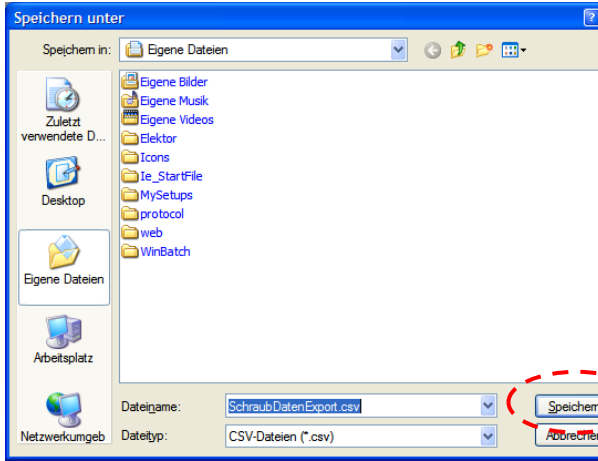 Speichern unte
Speichern in:
Eigene Dateien
Zuletzt
verwendete D...
Desktop
Eigene Dateien
Arbeitsplatz
Netzwerkumgeb
Eigene Bilder
Eigene Musik
Eigene Videos
Elektor
Icons
Ie_StartFile
MySetups
protocol
web
WinBatch
Dateiname:
SchraubDatenExport.csv
Speichern
Dateityp:
CSV-Dateien (*.csv)
Abbrechen